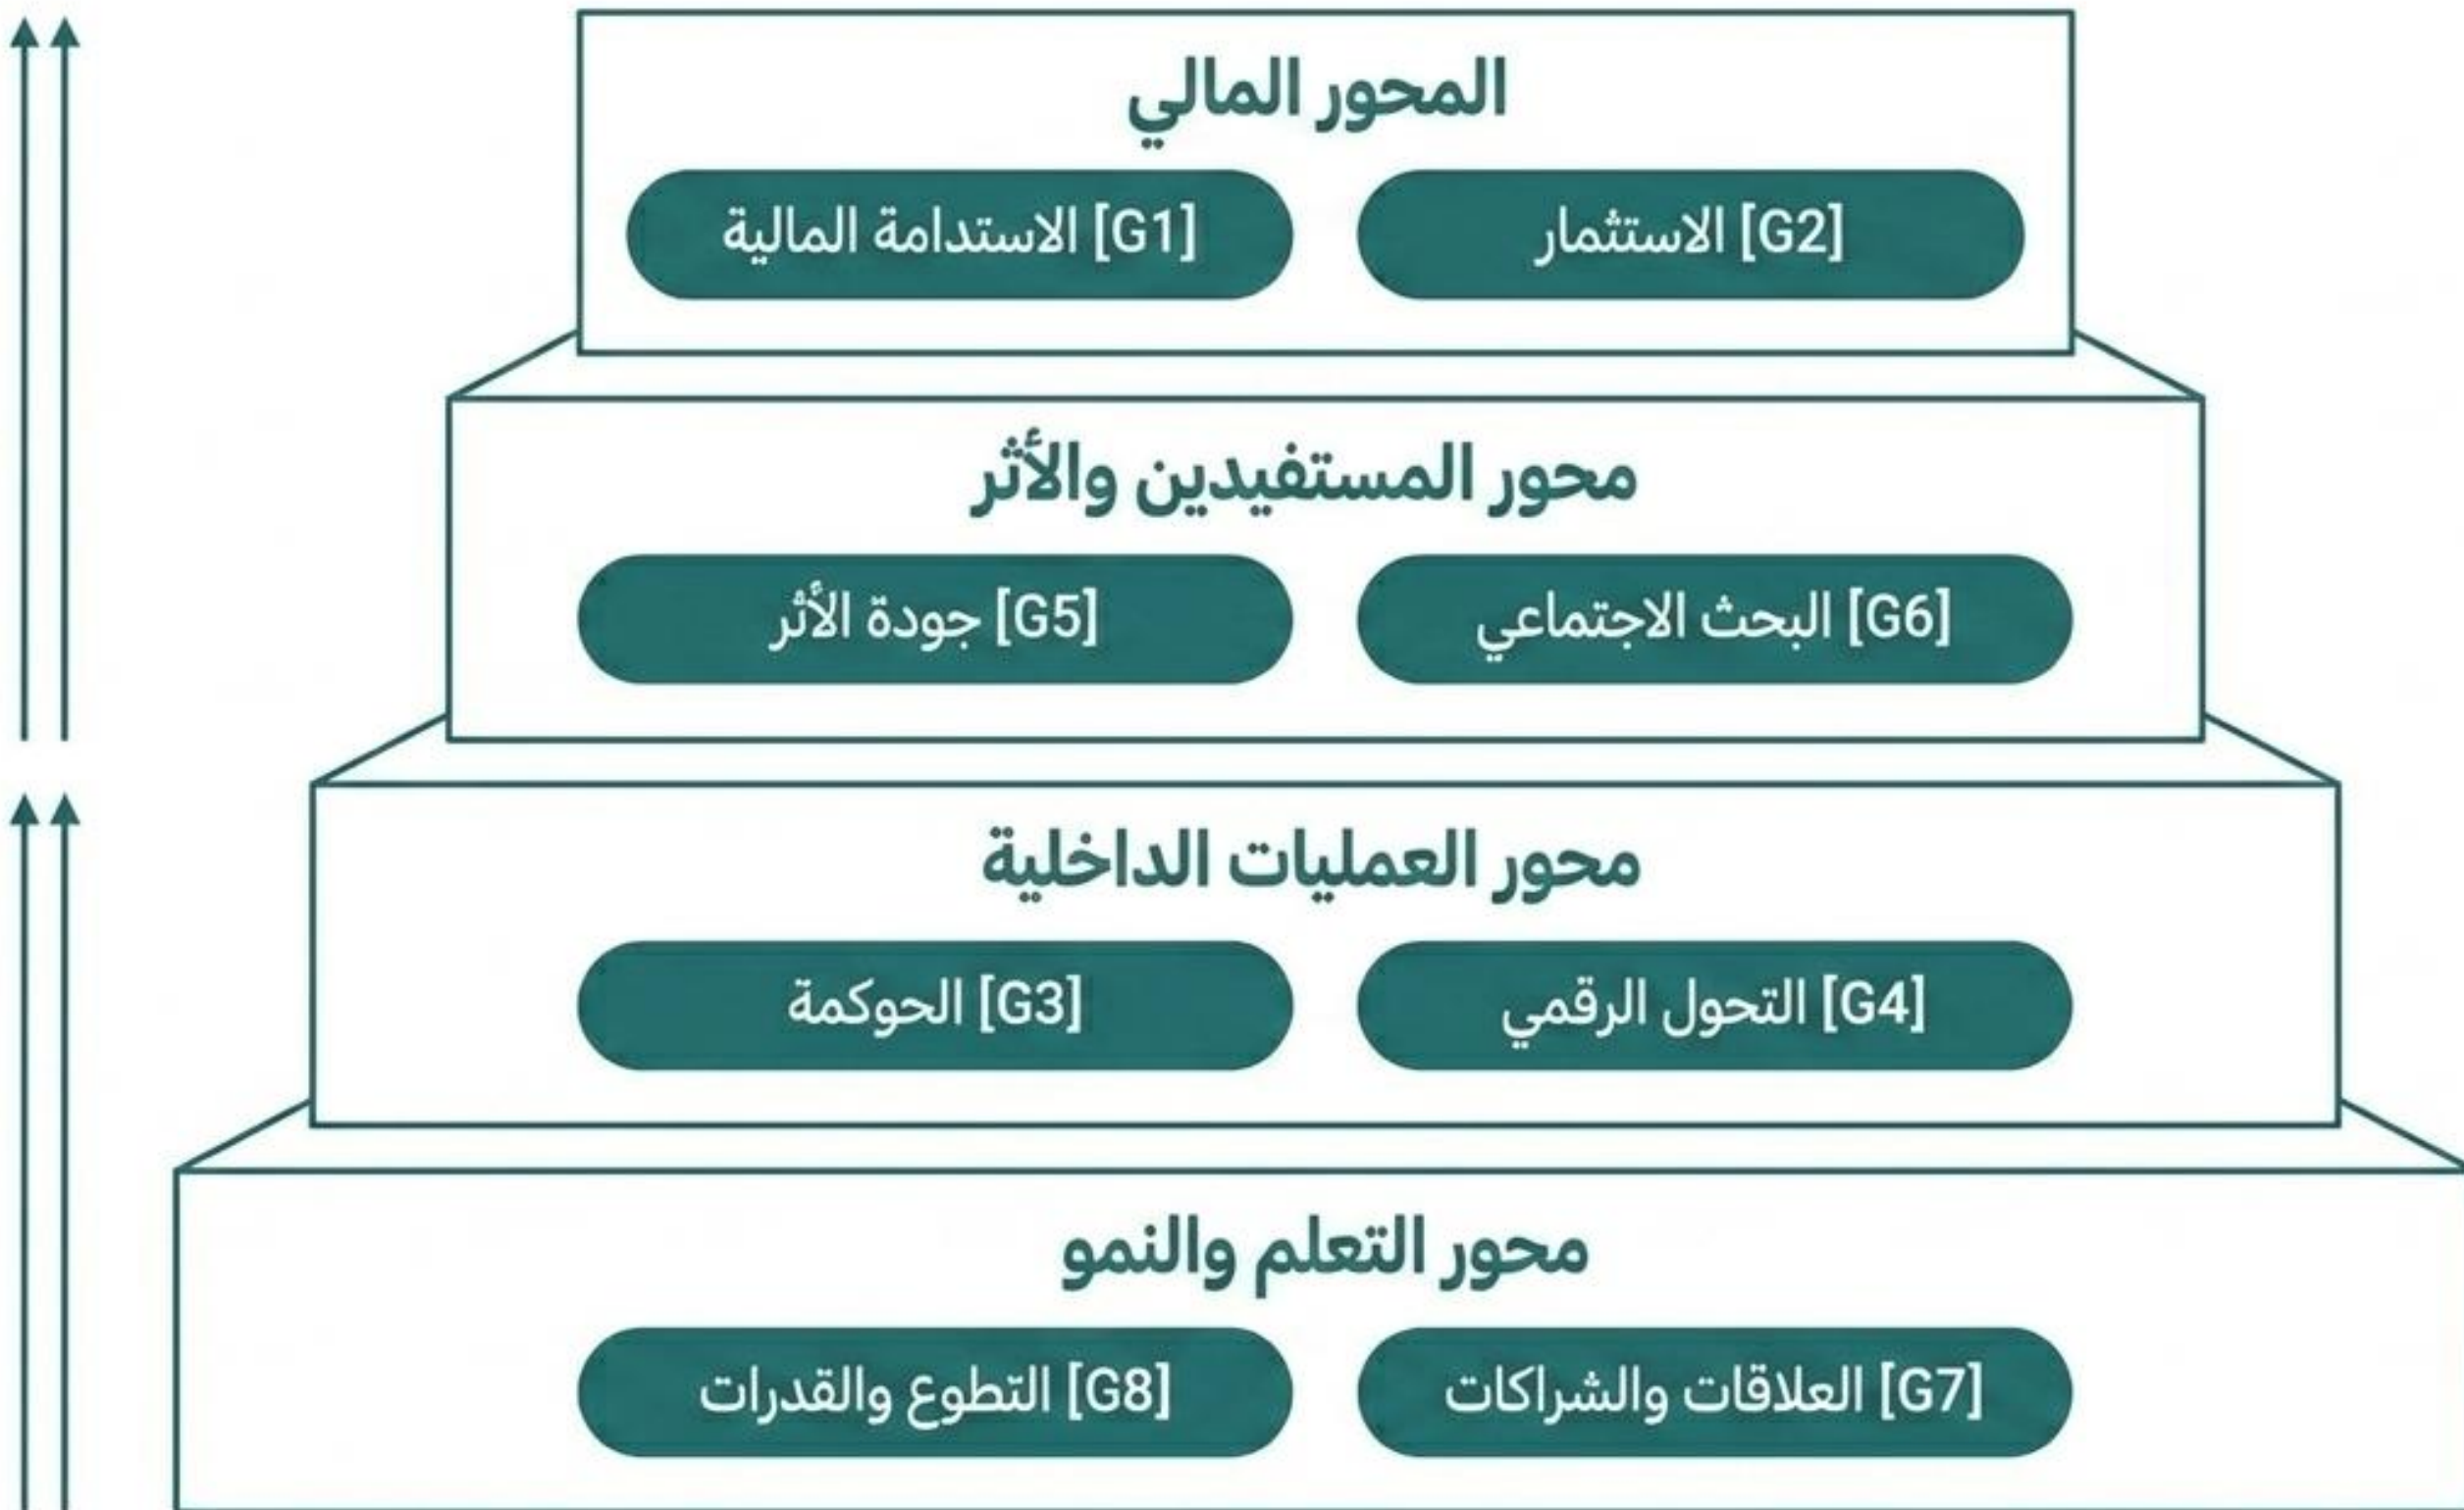 المحور المالي
[G2] الاستثمار
[G1] الاستدامة المالية
محور المستفيدين والأثر
[G6] البحث الاجتماعي
[G5] جودة الأثر
محور العمليات الداخلية
[G4] التحول الرقمي
[G3] الحوكمة
محور التعلم والنمو
[G7] العلاقات والشراكات
[G8] التطوع والقدرات